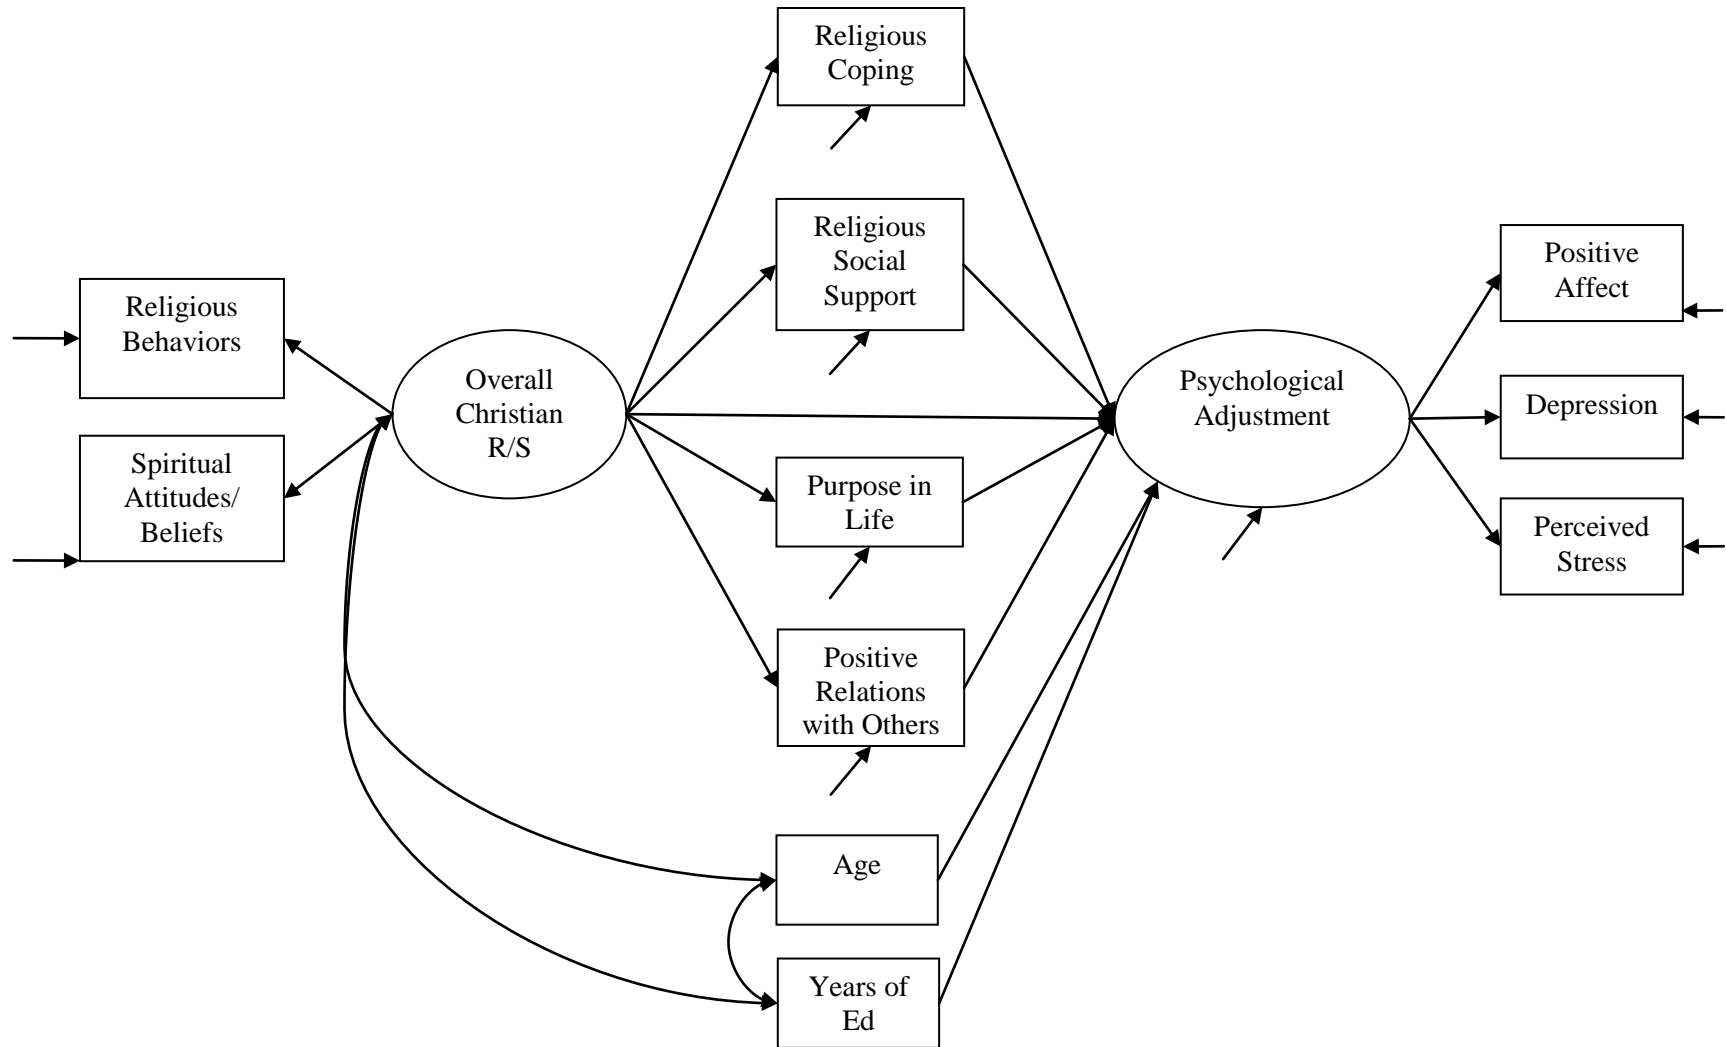 Religious
Coping
Religious
Social
Support
Religious
Behaviors
Spiritual
Attitudes/
Beliefs
Overall
Christian
R/S
Purpose in
Life
Positive
Relations
with Others
Age
Years of
Ed
Psychological
Adjustment
Positive
Affect
Depression
Perceived
Stress